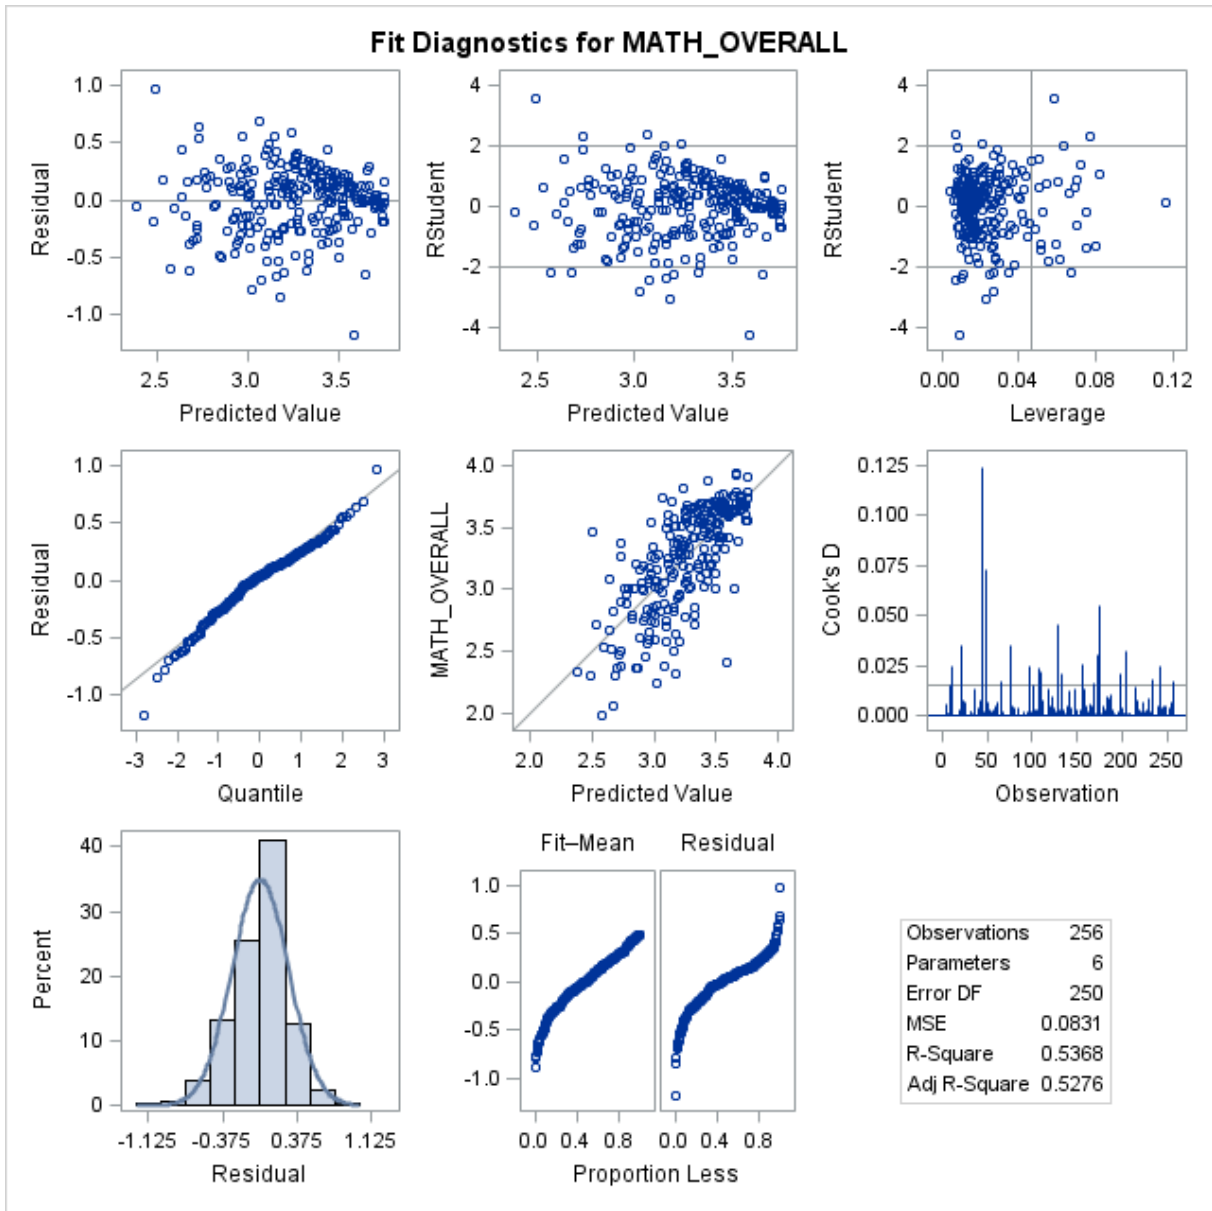 Fit Diagnostics for MATH_OVERALL
1.0
0.5
0.0
-0.5
-1.0
Residual
2.5 3.0 3.5
Predicted Value
4
2
0
-2
-4
RStudent
2.5 3.0 3.5
Predicted Value
4
2
0
-2
-4
RStudent
0.00 0.04 0.08 0.12
Leverage
1.0
0.5
0.0
-0.5
-1.0
Residual
-3 -2 -1 0 1 2 3
Quantile
4.0
3.5
3.0
2.5
2.0
MATH_OVERALL
2.0 2.5 3.0 3.5 4.0
Predicted Value
0.125
0.100
0.075
0.050
0.025
0.000
Cook's D
0 50 100 150 200 250
Observation
40
30
20
10
0
Percent
-1.125 -0.375 0.375 1.125
Residual
Fit–Mean Residual
1.0
0.5
0.0
-0.5
-1.0
0.0 0.4 0.8 0.0 0.4 0.8
Proportion Less
Observations 256
Parameters 6
Error DF 250
MSE 0.0831
R-Square 0.5368
Adj R-Square 0.5276